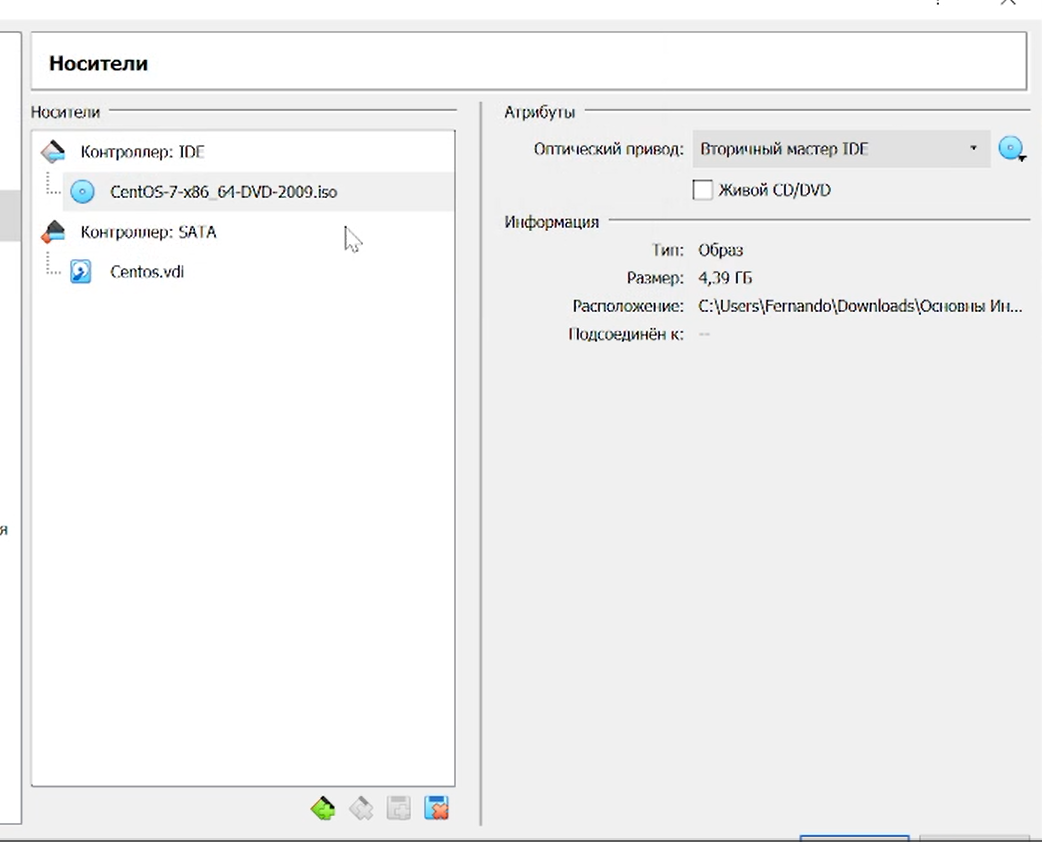 Носители
Носители
Контроллер: IDE
CentOS-7-x86_64-DVD-2009.iso
Контроллер: SATA
Centos.vdi
Атрибуты
Оптический привод: Вторичный мастер IDE
Живой CD/DVD
Информация
Тип: Образ
Размер: 4,39 ГБ
Расположение: C:\Users\Fernando\Downloads\Основны Ин...
Подсоединён к: --
я